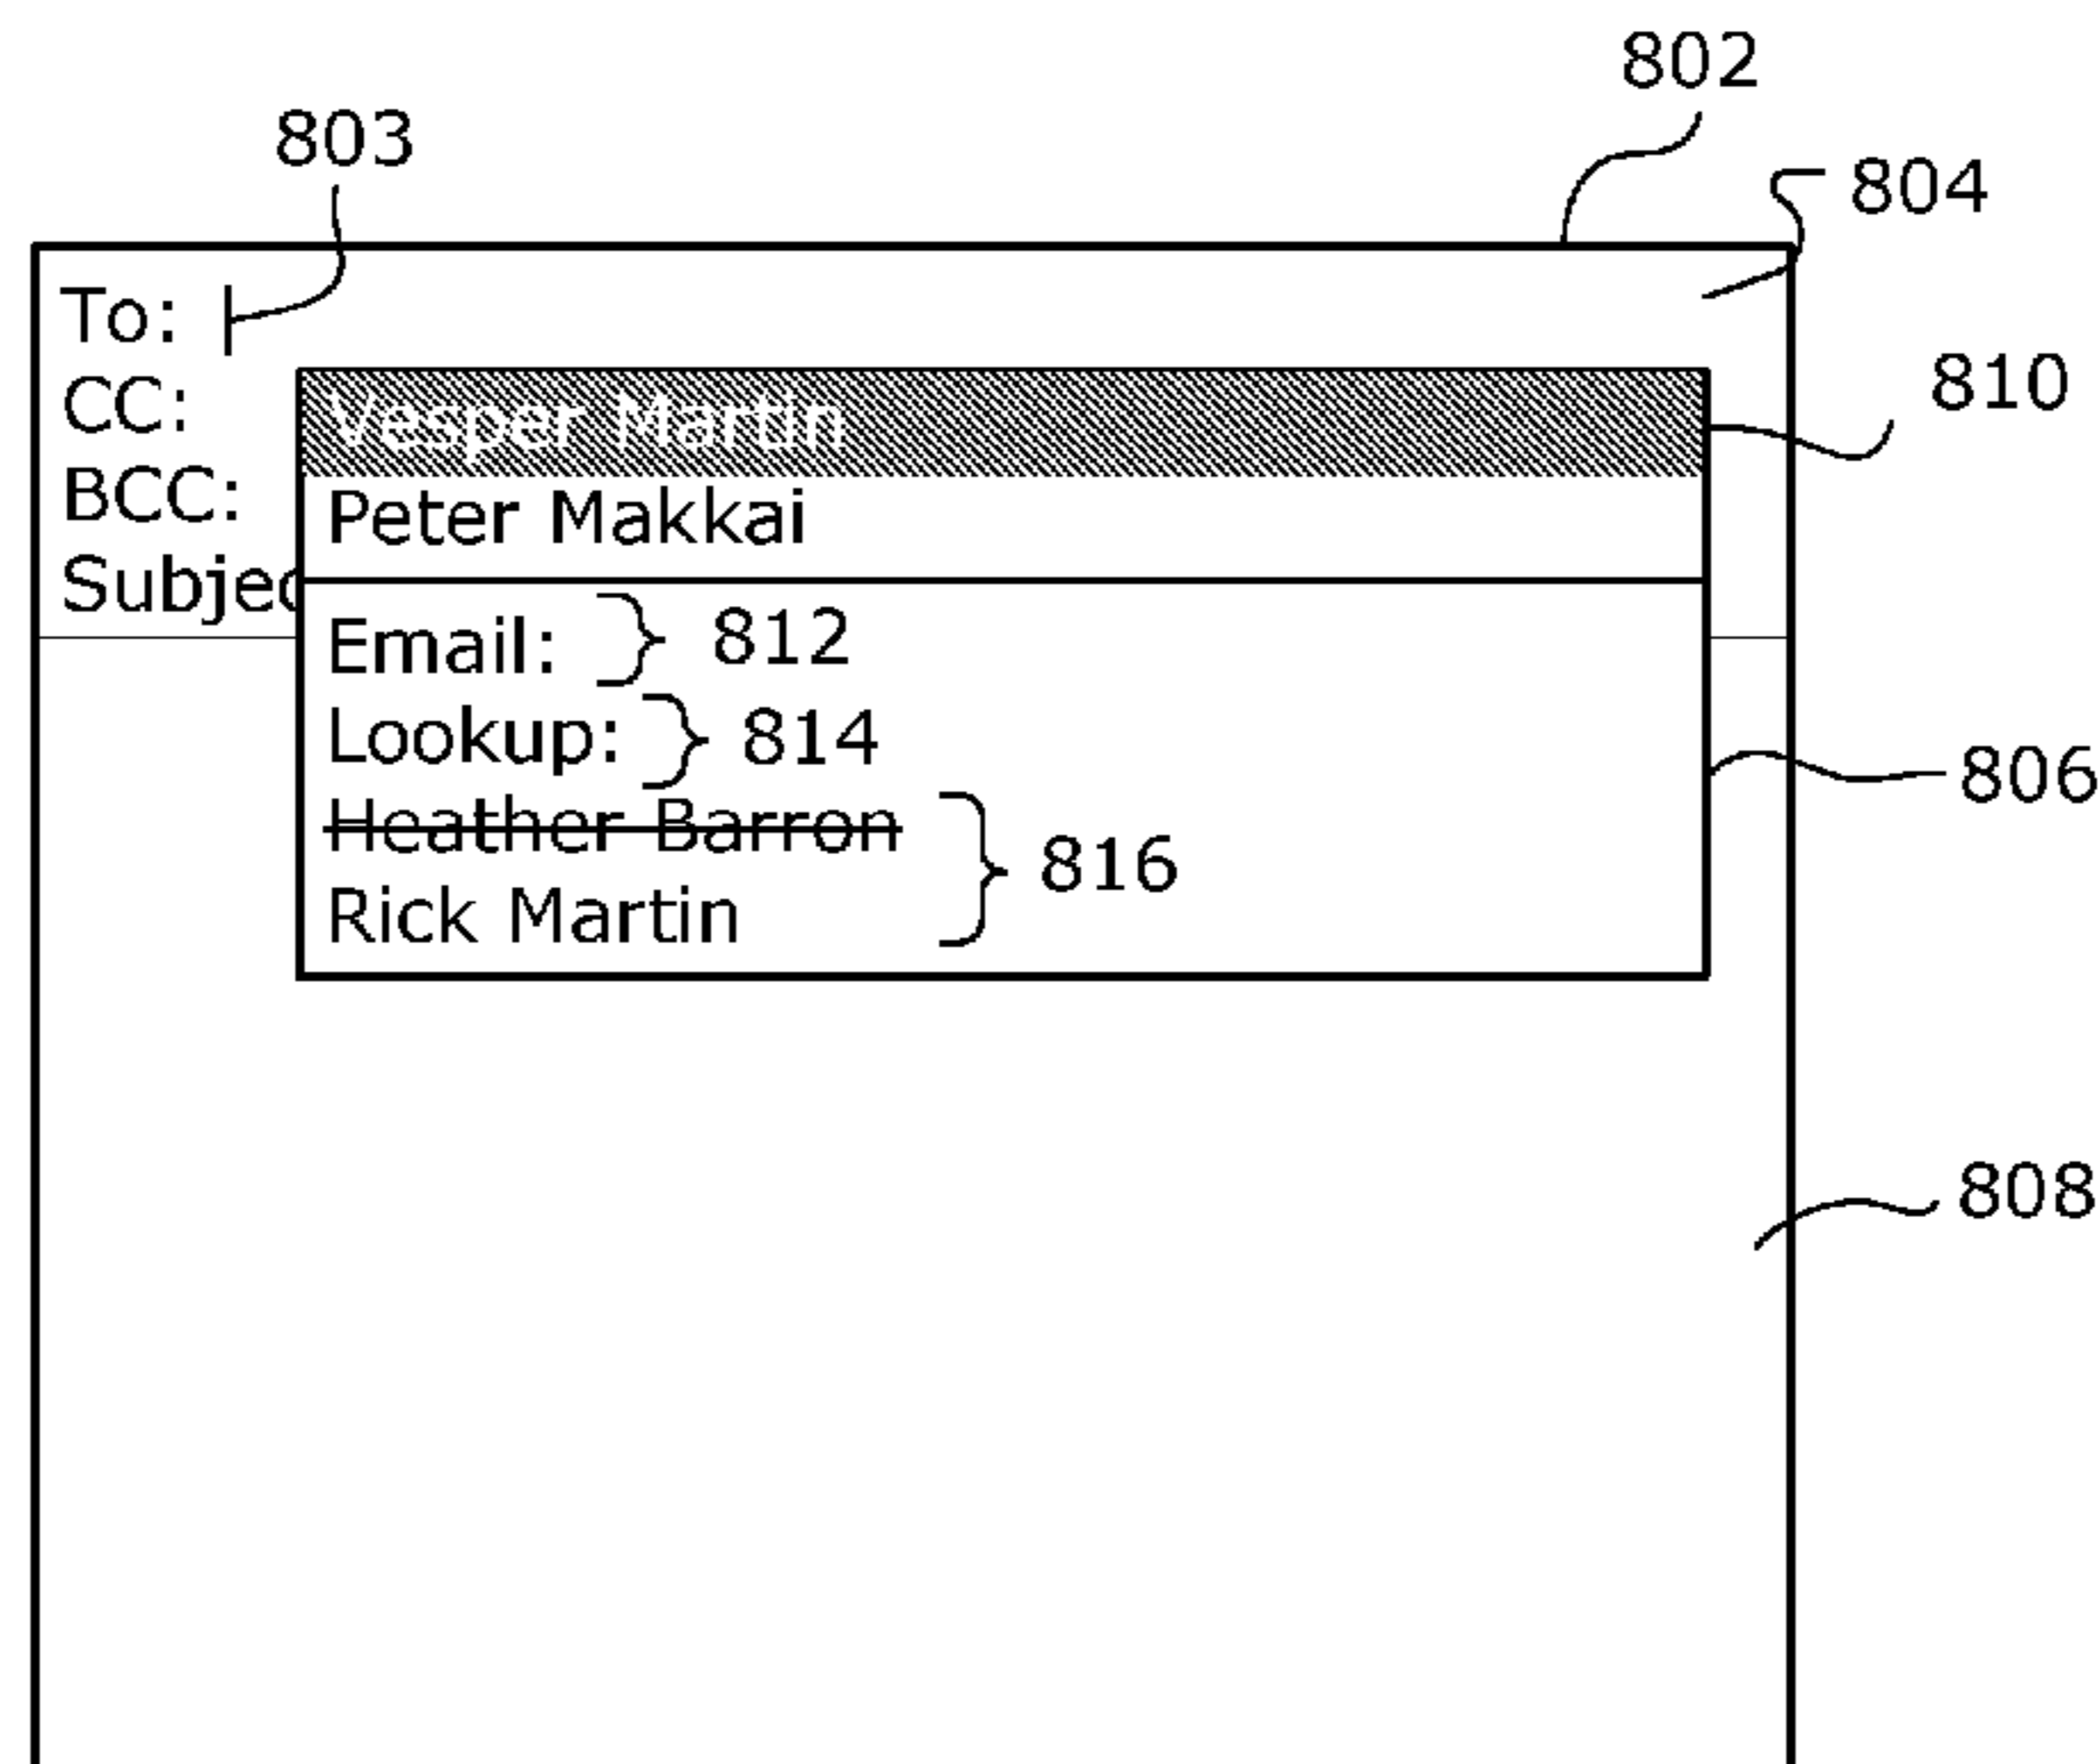 802
803
804
To:
CC:
Vesper Martin
810
BCC:
Peter Makkai
Subjec
Email: 812
Lookup: 814
806
Heather Barron
816
Rick Martin
808